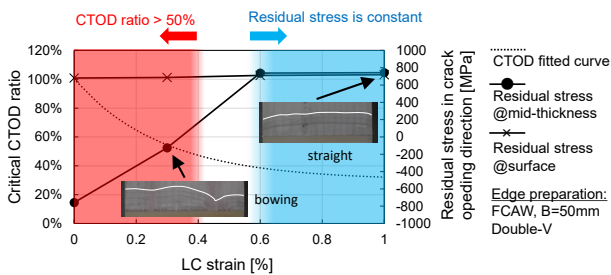 CTOD ratio > 50%
Residual stress is constant
120%
100%
80%
60%
40%
20%
0%
Critical CTOD ratio
1000
800
600
400
200
0
-200
-400
-600
-800
-1000
Residual stress in crack
opeding direction [MPa]
straight
bowing
0
0.2
0.4
0.6
0.8
1
LC strain [%]
CTOD fitted curve
Residual stress
@mid-thickness
Residual stress
@surface
Edge preparation:
FCAW, B=50mm
Double-V